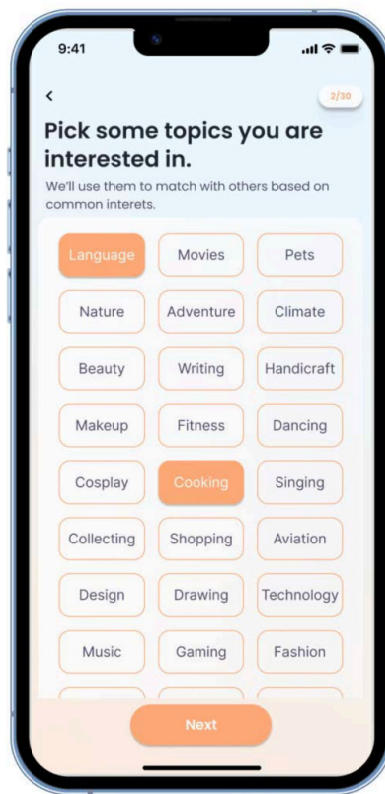 9:41
2/30
Pick some topics you are
interested in.
We'll use them to match with others based on
common interets.
Language Movies Pets
Nature Adventure Climate
Beauty Writing Handicraft
Makeup Fitness Dancing
Cosplay Cooking Singing
Collecting Shopping Aviation
Design Drawing Technology
Music Gaming Fashion
Next